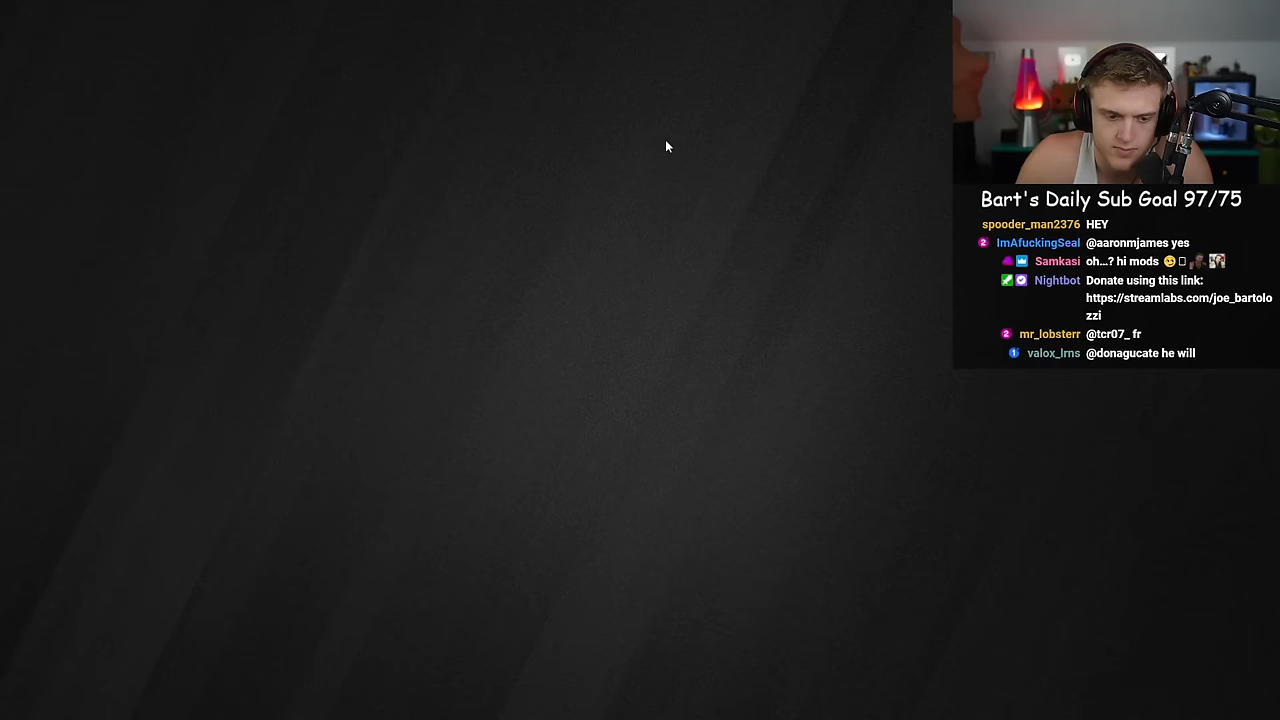 Bart's Daily Sub Goal 97/75
spooder_man2376 HEY
ImAfuckingSeal @aaronmjames yes
Samkasi oh...? hi mods
Nightbot Donate using this link:
https://streamlabs.com/joe_bartolo
zzi
mr_lobsterr @tcr07_ fr
valox_lrns @donagucate he will